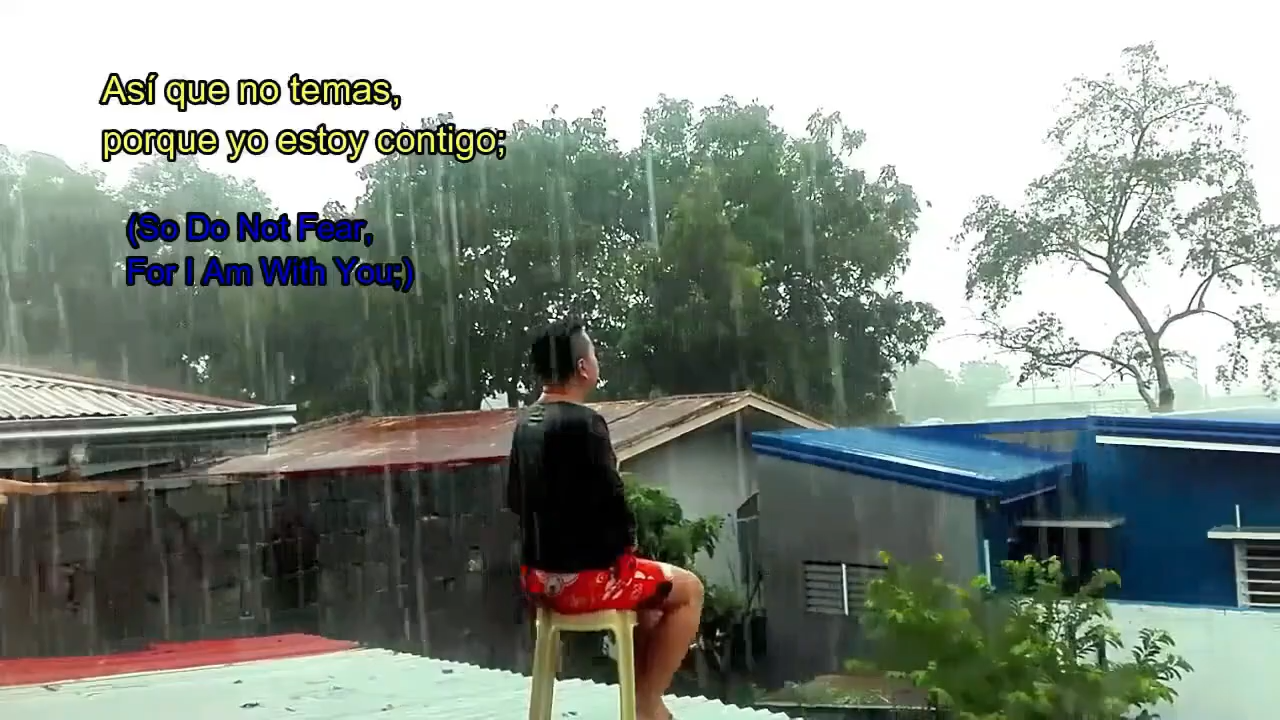 Así que no temas,
porque yo estoy contigo;
(So Do Not Fear,
For I Am With You;)